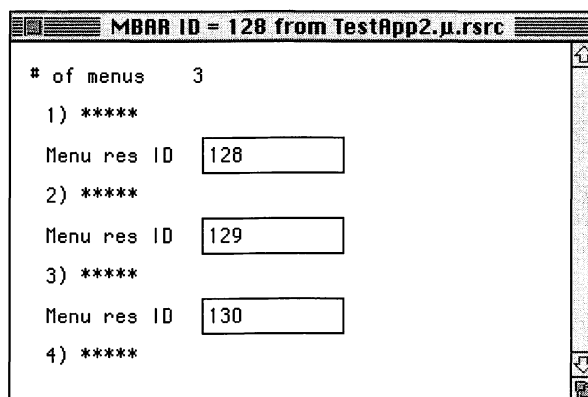 MBAR ID = 128 from TestApp2.µ.rsrc
# of menus 3
1) *****
Menu res ID 128
2) *****
Menu res ID 129
3) *****
Menu res ID 130
4) *****